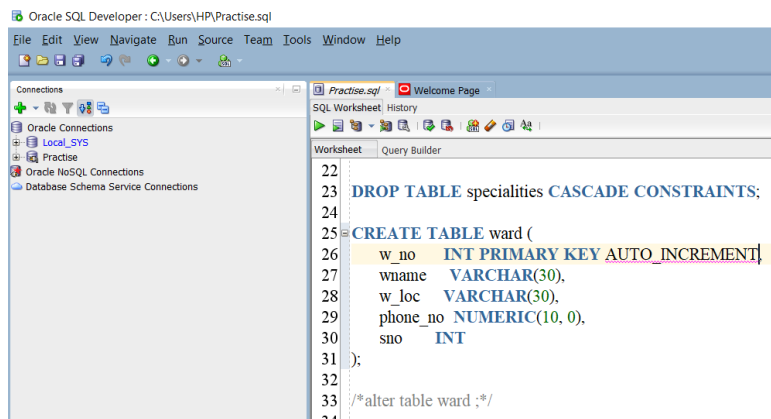 Oracle SQL Developer : C:\Users\HP\Practise.sql
File Edit View Navigate Run Source Team Tools Window Help
Connections
Practise.sql
Welcome Page
SQL Worksheet History
Oracle Connections
Local_SYS
Practise
Oracle NoSQL Connections
Database Schema Service Connections
Worksheet Query Builder
22
23 DROP TABLE specialities CASCADE CONSTRAINTS;
24
25 CREATE TABLE ward (
26 w_no INT PRIMARY KEY AUTO_INCREMENT,
27 wname VARCHAR(30),
28 w_loc VARCHAR(30),
29 phone_no NUMERIC(10, 0),
30 sno INT
31 );
32
33 /*alter table ward ;*/